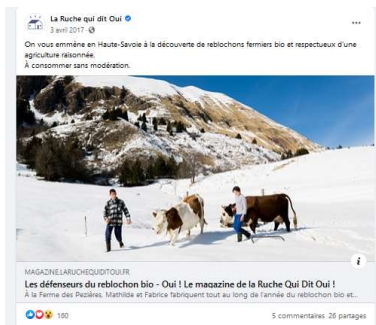 La Ruche qui dit Oui !
3 avril 2017
On vous emmène en Haute-Savoie à la découverte de reblochons fermiers bio et respectueux d'une
agriculture raisonnée.
À consommer sans modération.
i
MAGAZINE.LARUCHEQUIDITOUI.FR
Les défenseurs du reblochon bio - Oui ! Le magazine de la Ruche Qui Dit Oui !
À la Ferme des Pezières, Mathilde et Fabrice fabriquent tout au long de l'année du reblochon bio et...
160
5 commentaires 26 partages